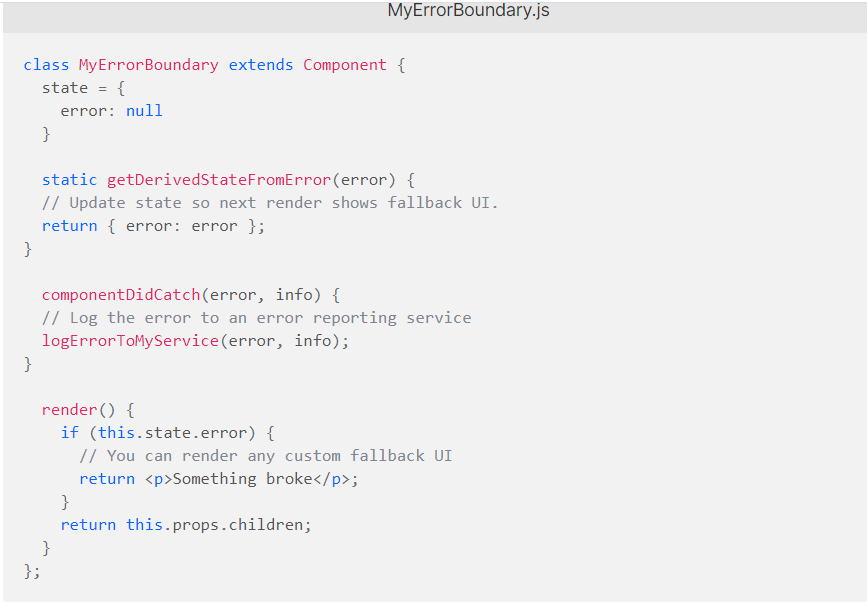 MyErrorBoundary.js
class MyErrorBoundary extends Component {
  state = {
    error: null
  }

  static getDerivedStateFromError(error) {
  // Update state so next render shows fallback UI.
  return { error: error };
}

  componentDidCatch(error, info) {
  // Log the error to an error reporting service
  logErrorToMyService(error, info);
}

  render() {
    if (this.state.error) {
      // You can render any custom fallback UI
      return <p>Something broke</p>;
    }
    return this.props.children;
  }
};